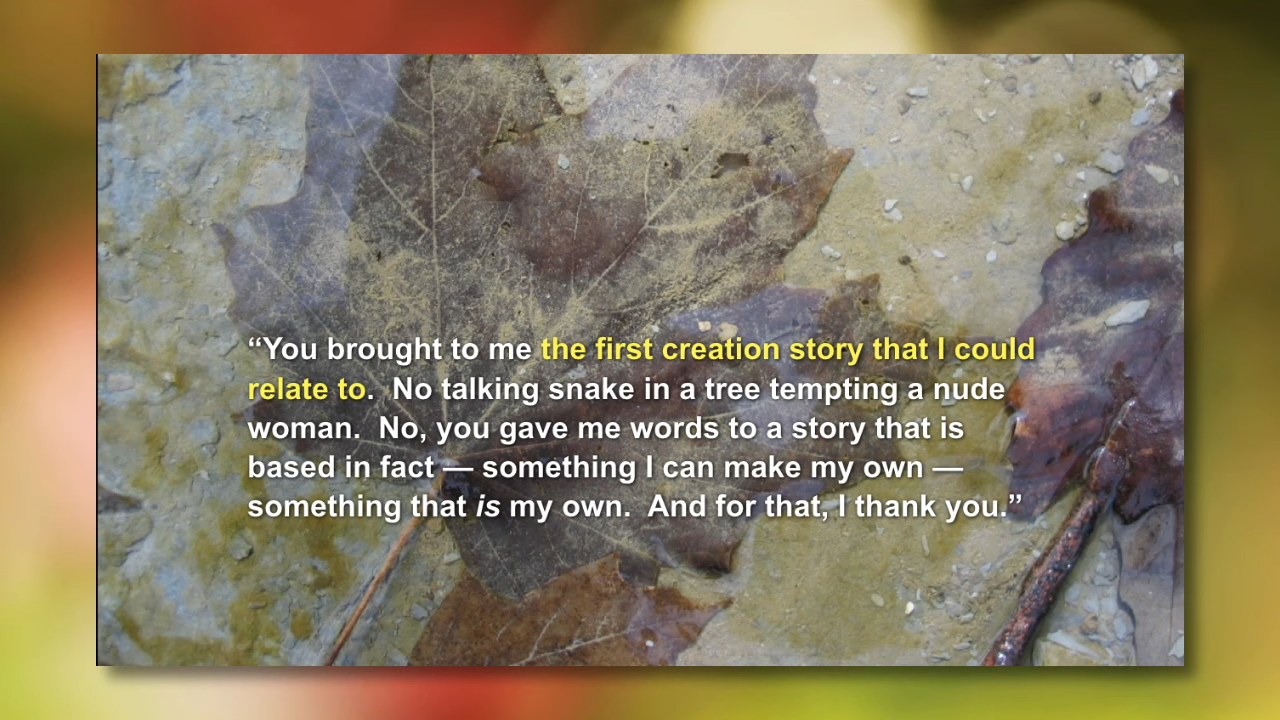 “You brought to me the first creation story that I could
relate to.  No talking snake in a tree tempting a nude
woman.  No, you gave me words to a story that is
based in fact — something I can make my own —
something that is my own.  And for that, I thank you.”